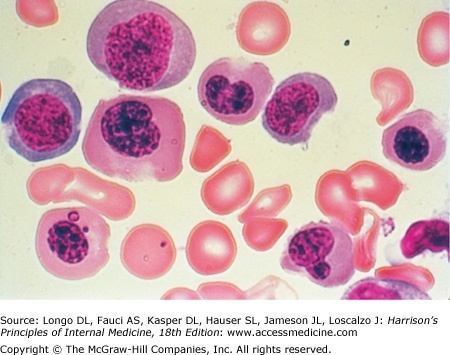 Source: Longo DL, Fauci AS, Kasper DL, Hauser SL, Jameson JL, Loscalzo J: Harrison's
Principles of Internal Medicine, 18th Edition: www.accessmedicine.com
Copyright © The McGraw-Hill Companies, Inc. All rights reserved.